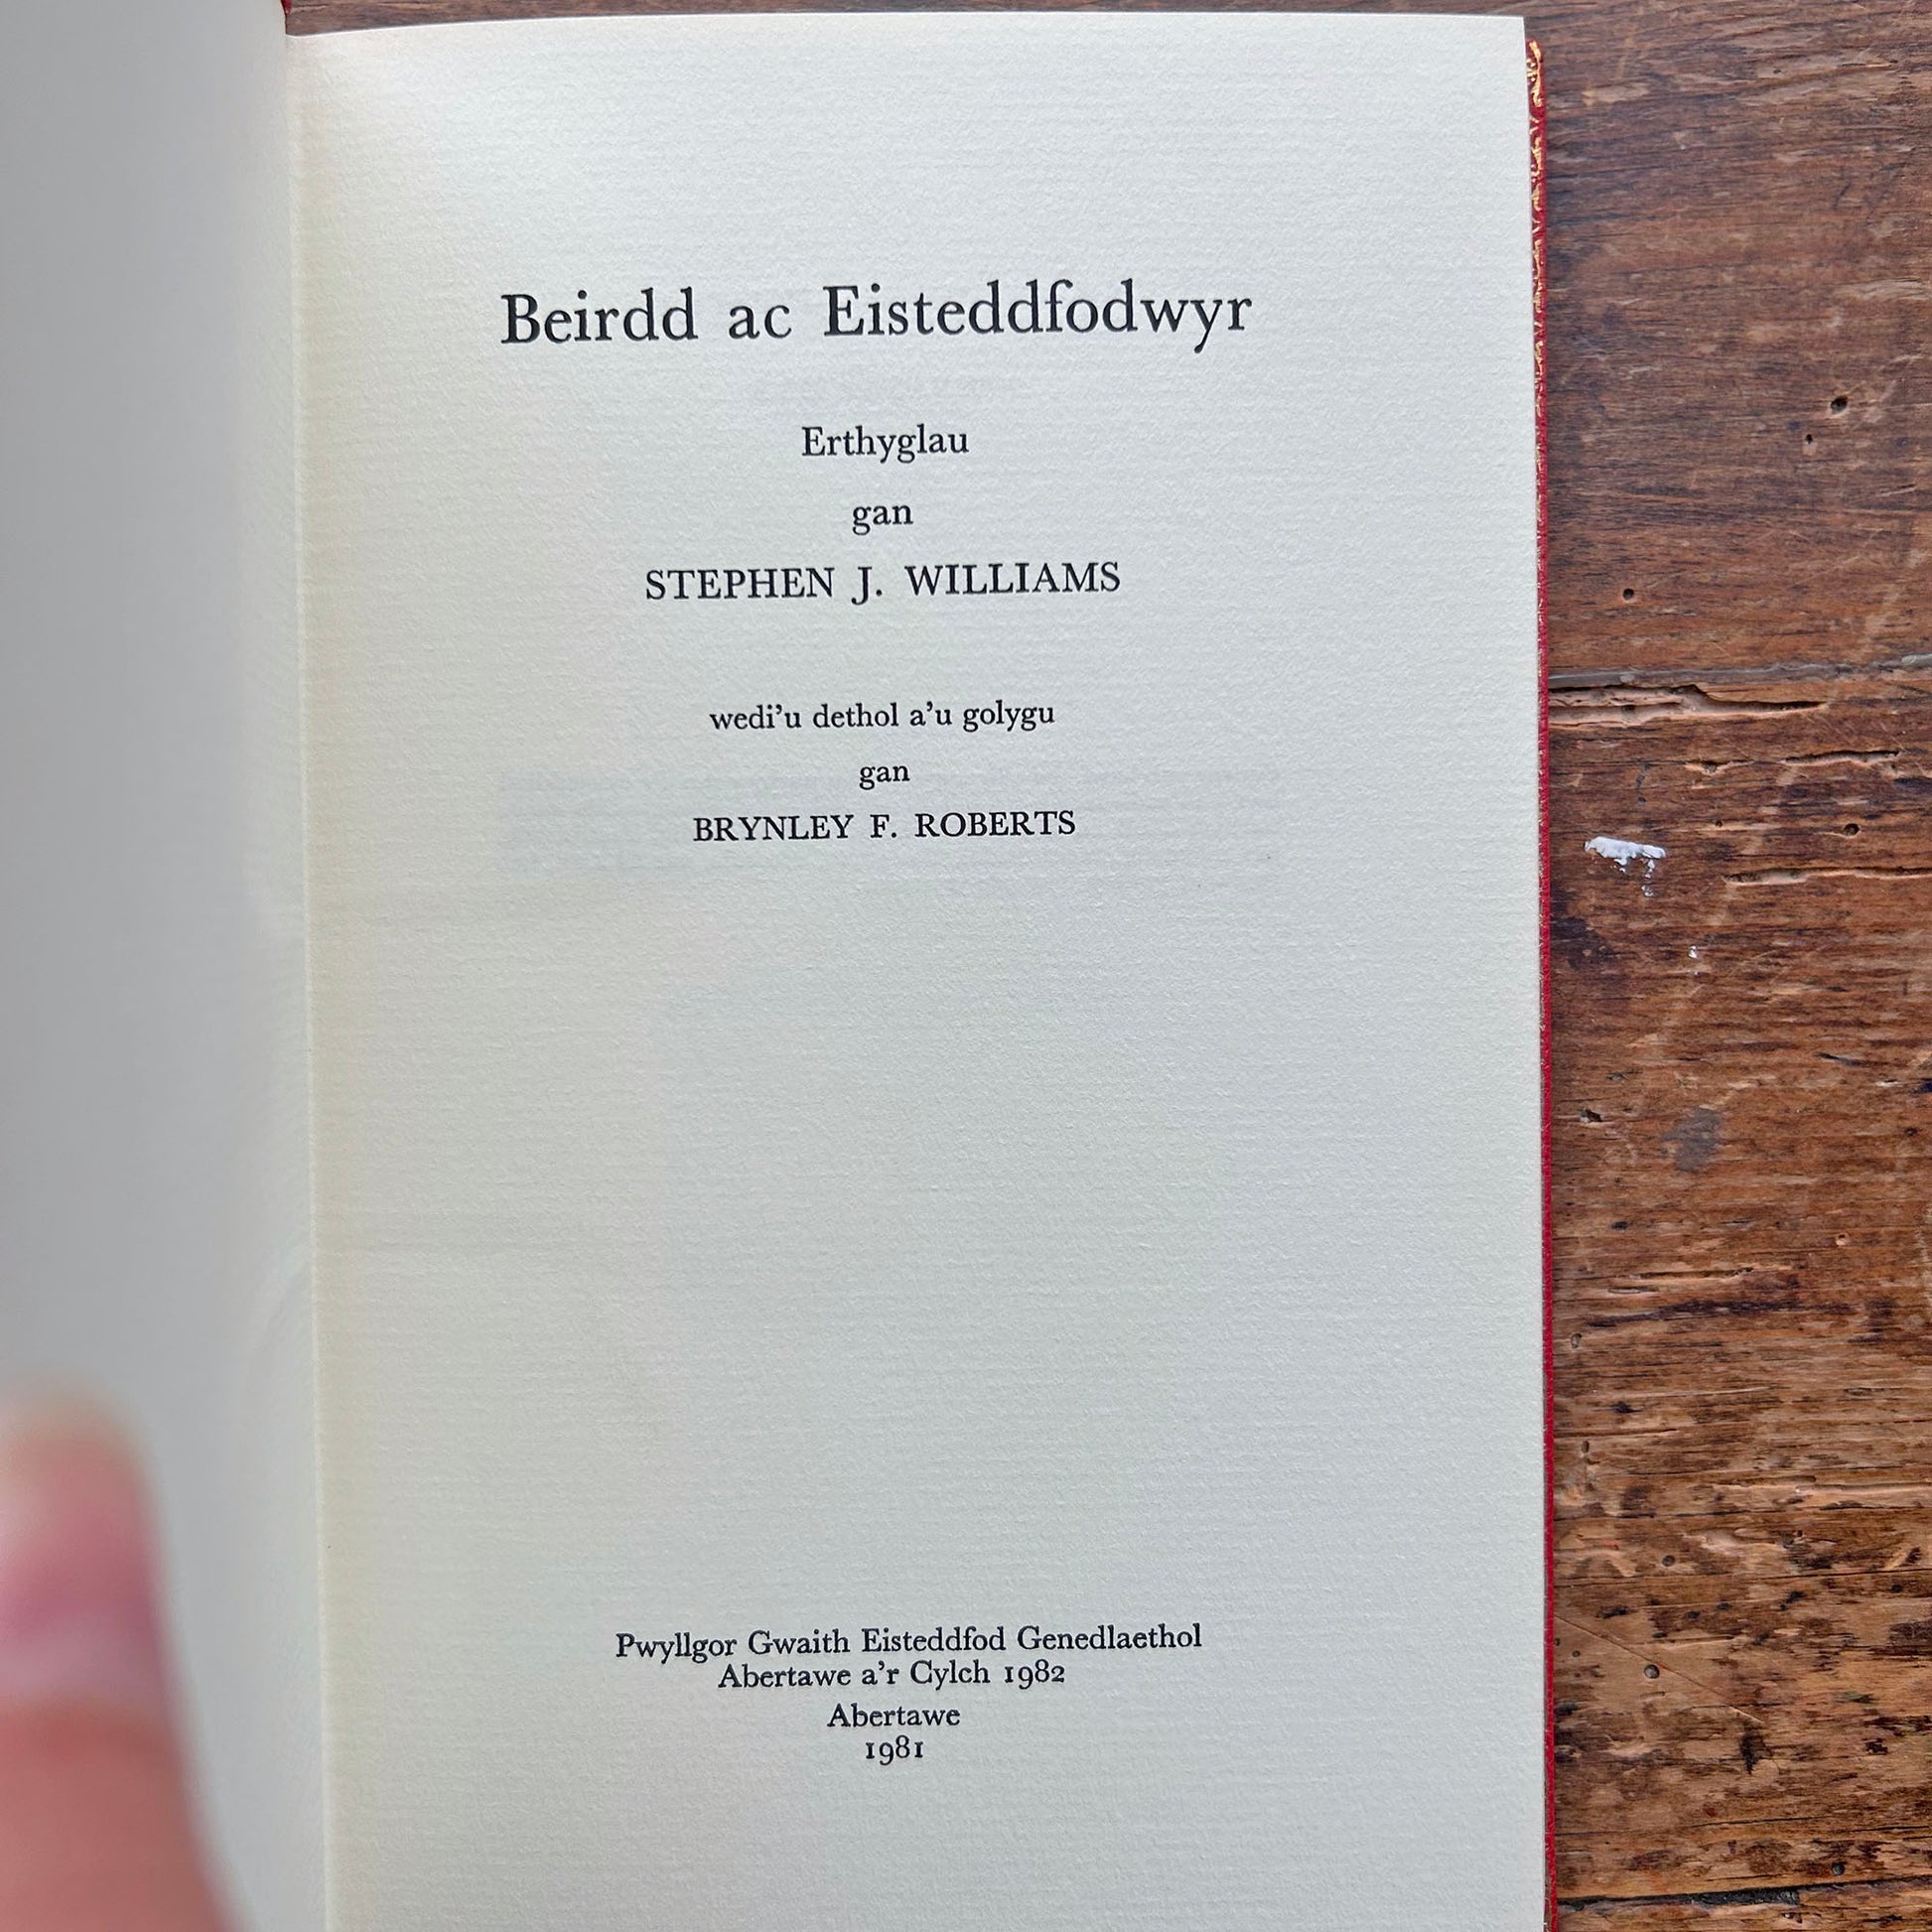 Beirdd ac Eisteddfodwyr
Erthyglau
gan
STEPHEN J. WILLIAMS
wedi’u dethol a’u golygu
gan
BRYNLEY F. ROBERTS
Pwyllgor Gwaith Eisteddfod Genedlaethol
Abertawe a’r Cylch 1982
Abertawe
1981